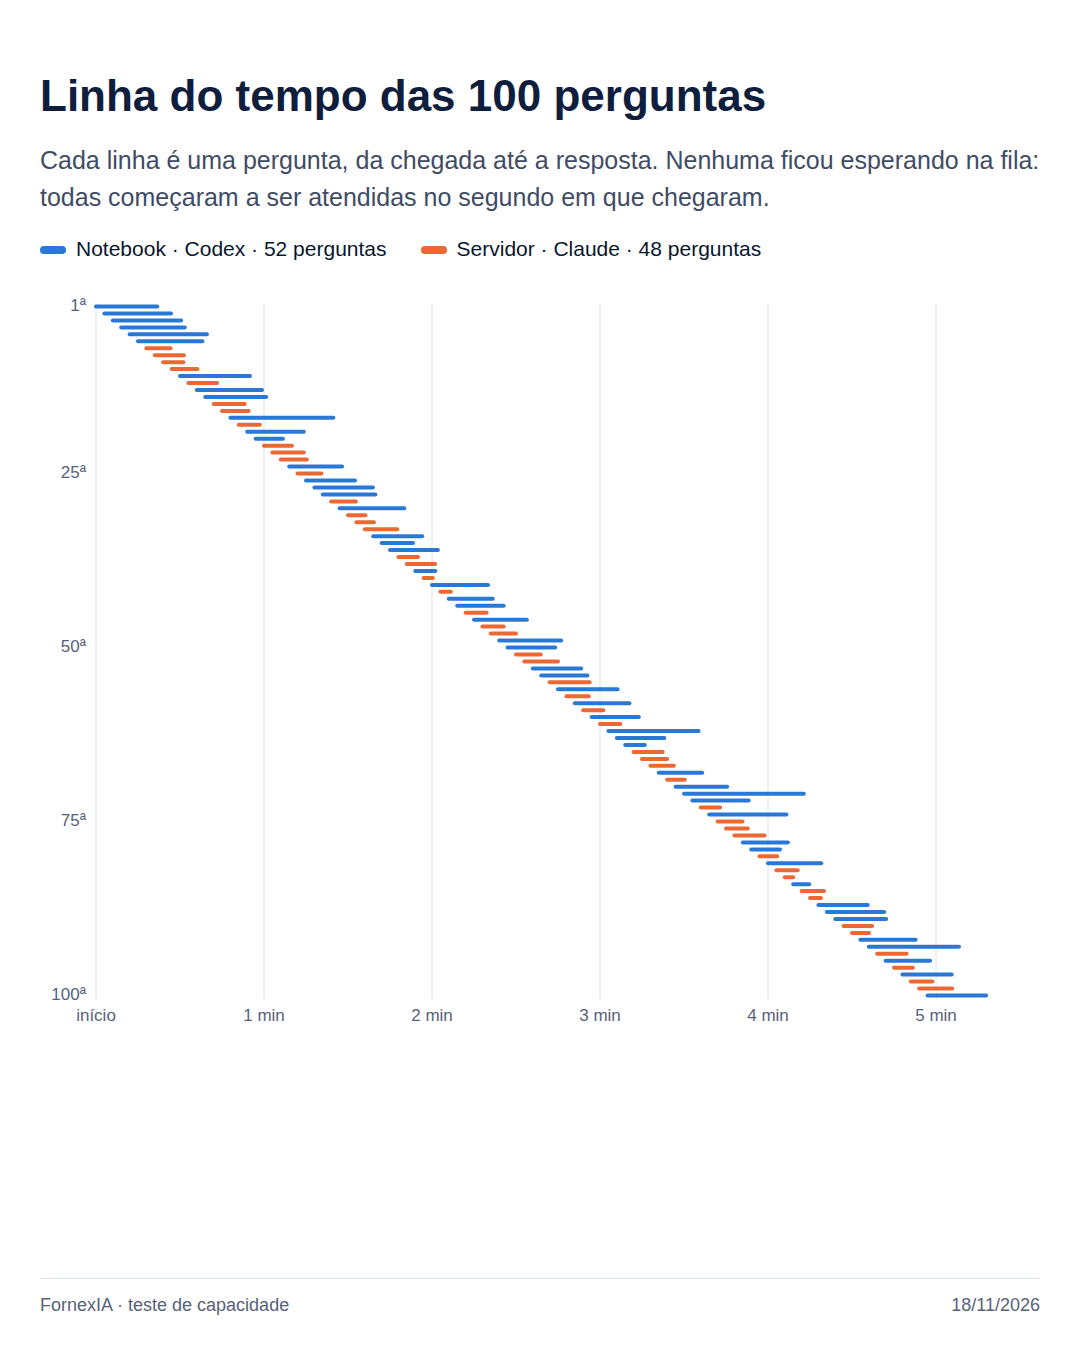 Linha do tempo das 100 perguntas
Cada linha é uma pergunta, da chegada até a resposta. Nenhuma ficou esperando na fila:
todas começaram a ser atendidas no segundo em que chegaram.
Notebook · Codex · 52 perguntas
Servidor · Claude · 48 perguntas
1ª
25ª
50ª
75ª
100ª
início 1 min 2 min 3 min 4 min 5 min
FornexIA · teste de capacidade
18/11/2026